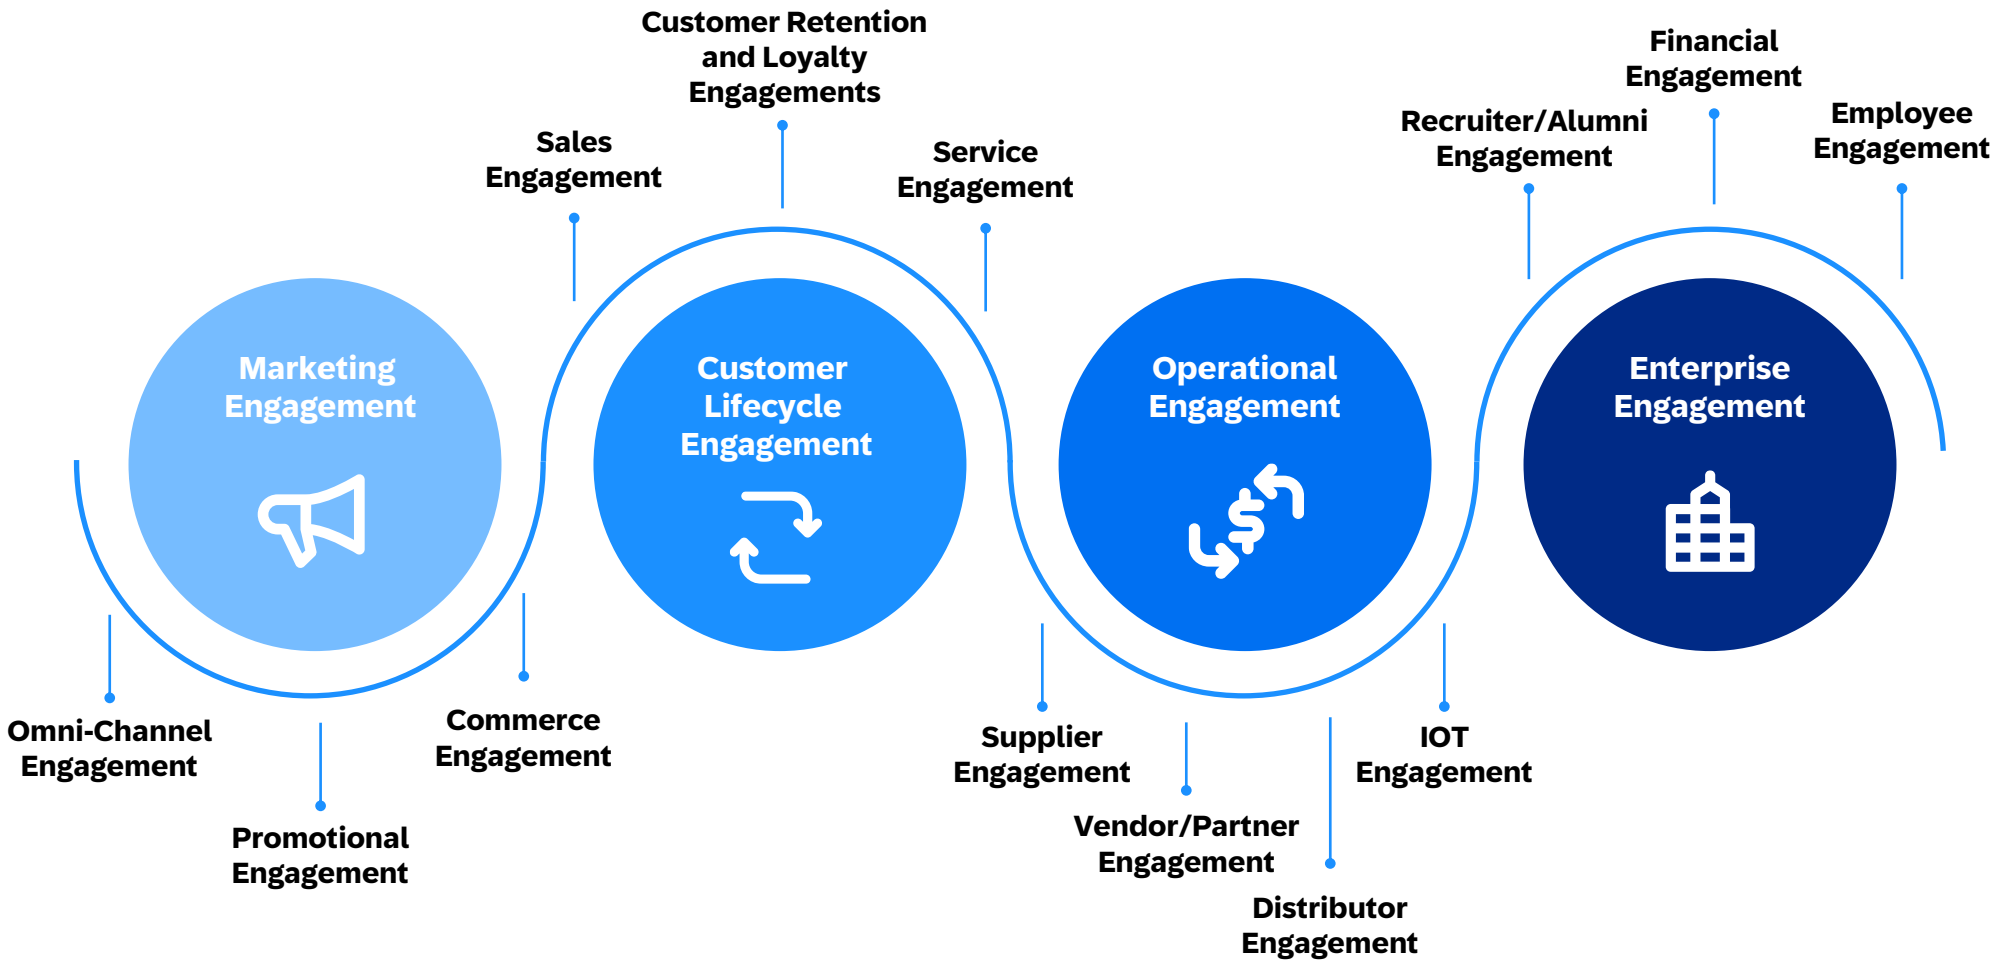 Customer Retention
and Loyalty
Engagements
Sales
Engagement
Service
Engagement
Financial
Engagement
Recruiter/Alumni
Engagement
Employee
Engagement
Marketing
Engagement
Customer
Lifecycle
Engagement
Operational
Engagement
Enterprise
Engagement
Omni-Channel
Engagement
Promotional
Engagement
Commerce
Engagement
Supplier
Engagement
Vendor/Partner
Engagement
Distributor
Engagement
IOT
Engagement